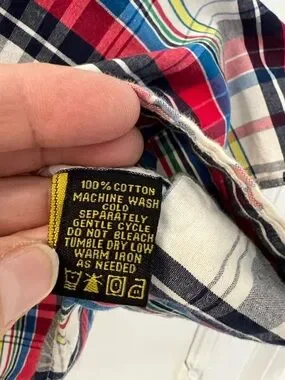 100% COTTON
MACHINE WASH
COLD
SEPARATELY
GENTLE CYCLE
DO NOT BLEACH
TUMBLE DRY LOW
WARM IRON
AS NEEDED